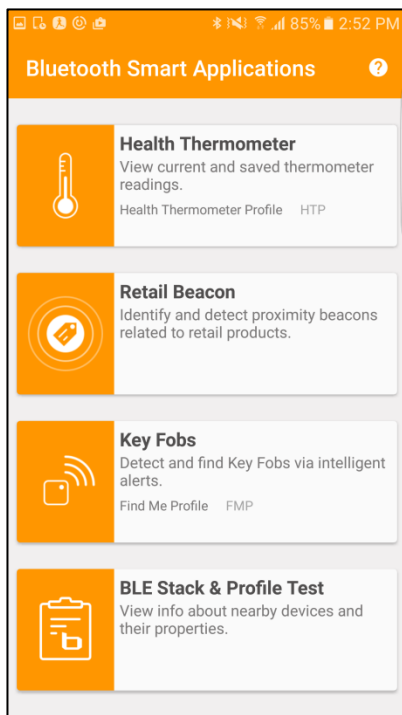 85% 2:52 PM
Bluetooth Smart Applications ?
Health Thermometer
View current and saved thermometer
readings.
Health Thermometer Profile HTP
Retail Beacon
Identify and detect proximity beacons
related to retail products.
Key Fobs
Detect and find Key Fobs via intelligent
alerts.
Find Me Profile FMP
BLE Stack & Profile Test
View info about nearby devices and
their properties.